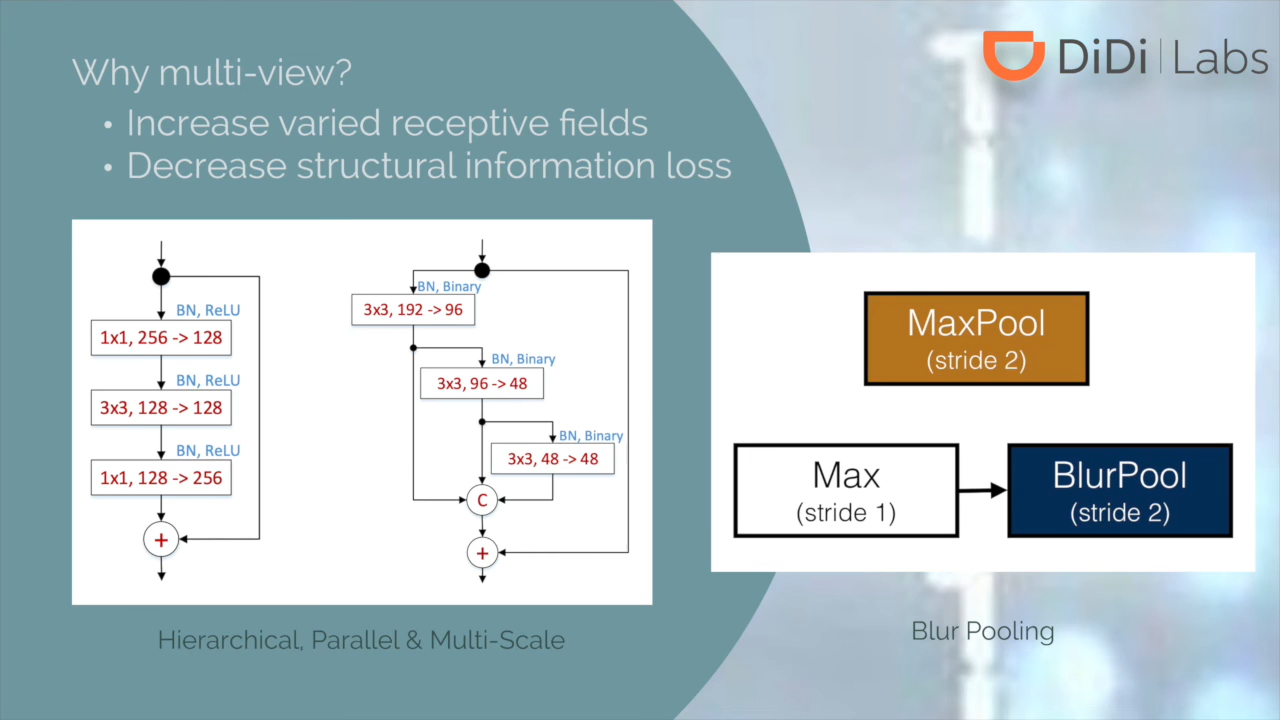 DiDi | Labs
Why multi-view?
• Increase varied receptive fields
• Decrease structural information loss
BN, ReLU
1x1, 256 -> 128
BN, ReLU
3x3, 128 -> 128
BN, ReLU
1x1, 128 -> 256
+
BN, Binary
3x3, 192 -> 96
BN, Binary
3x3, 96 -> 48
BN, Binary
3x3, 48 -> 48
C
+
Hierarchical, Parallel & Multi-Scale
MaxPool
(stride 2)
Max
(stride 1)
BlurPool
(stride 2)
Blur Pooling